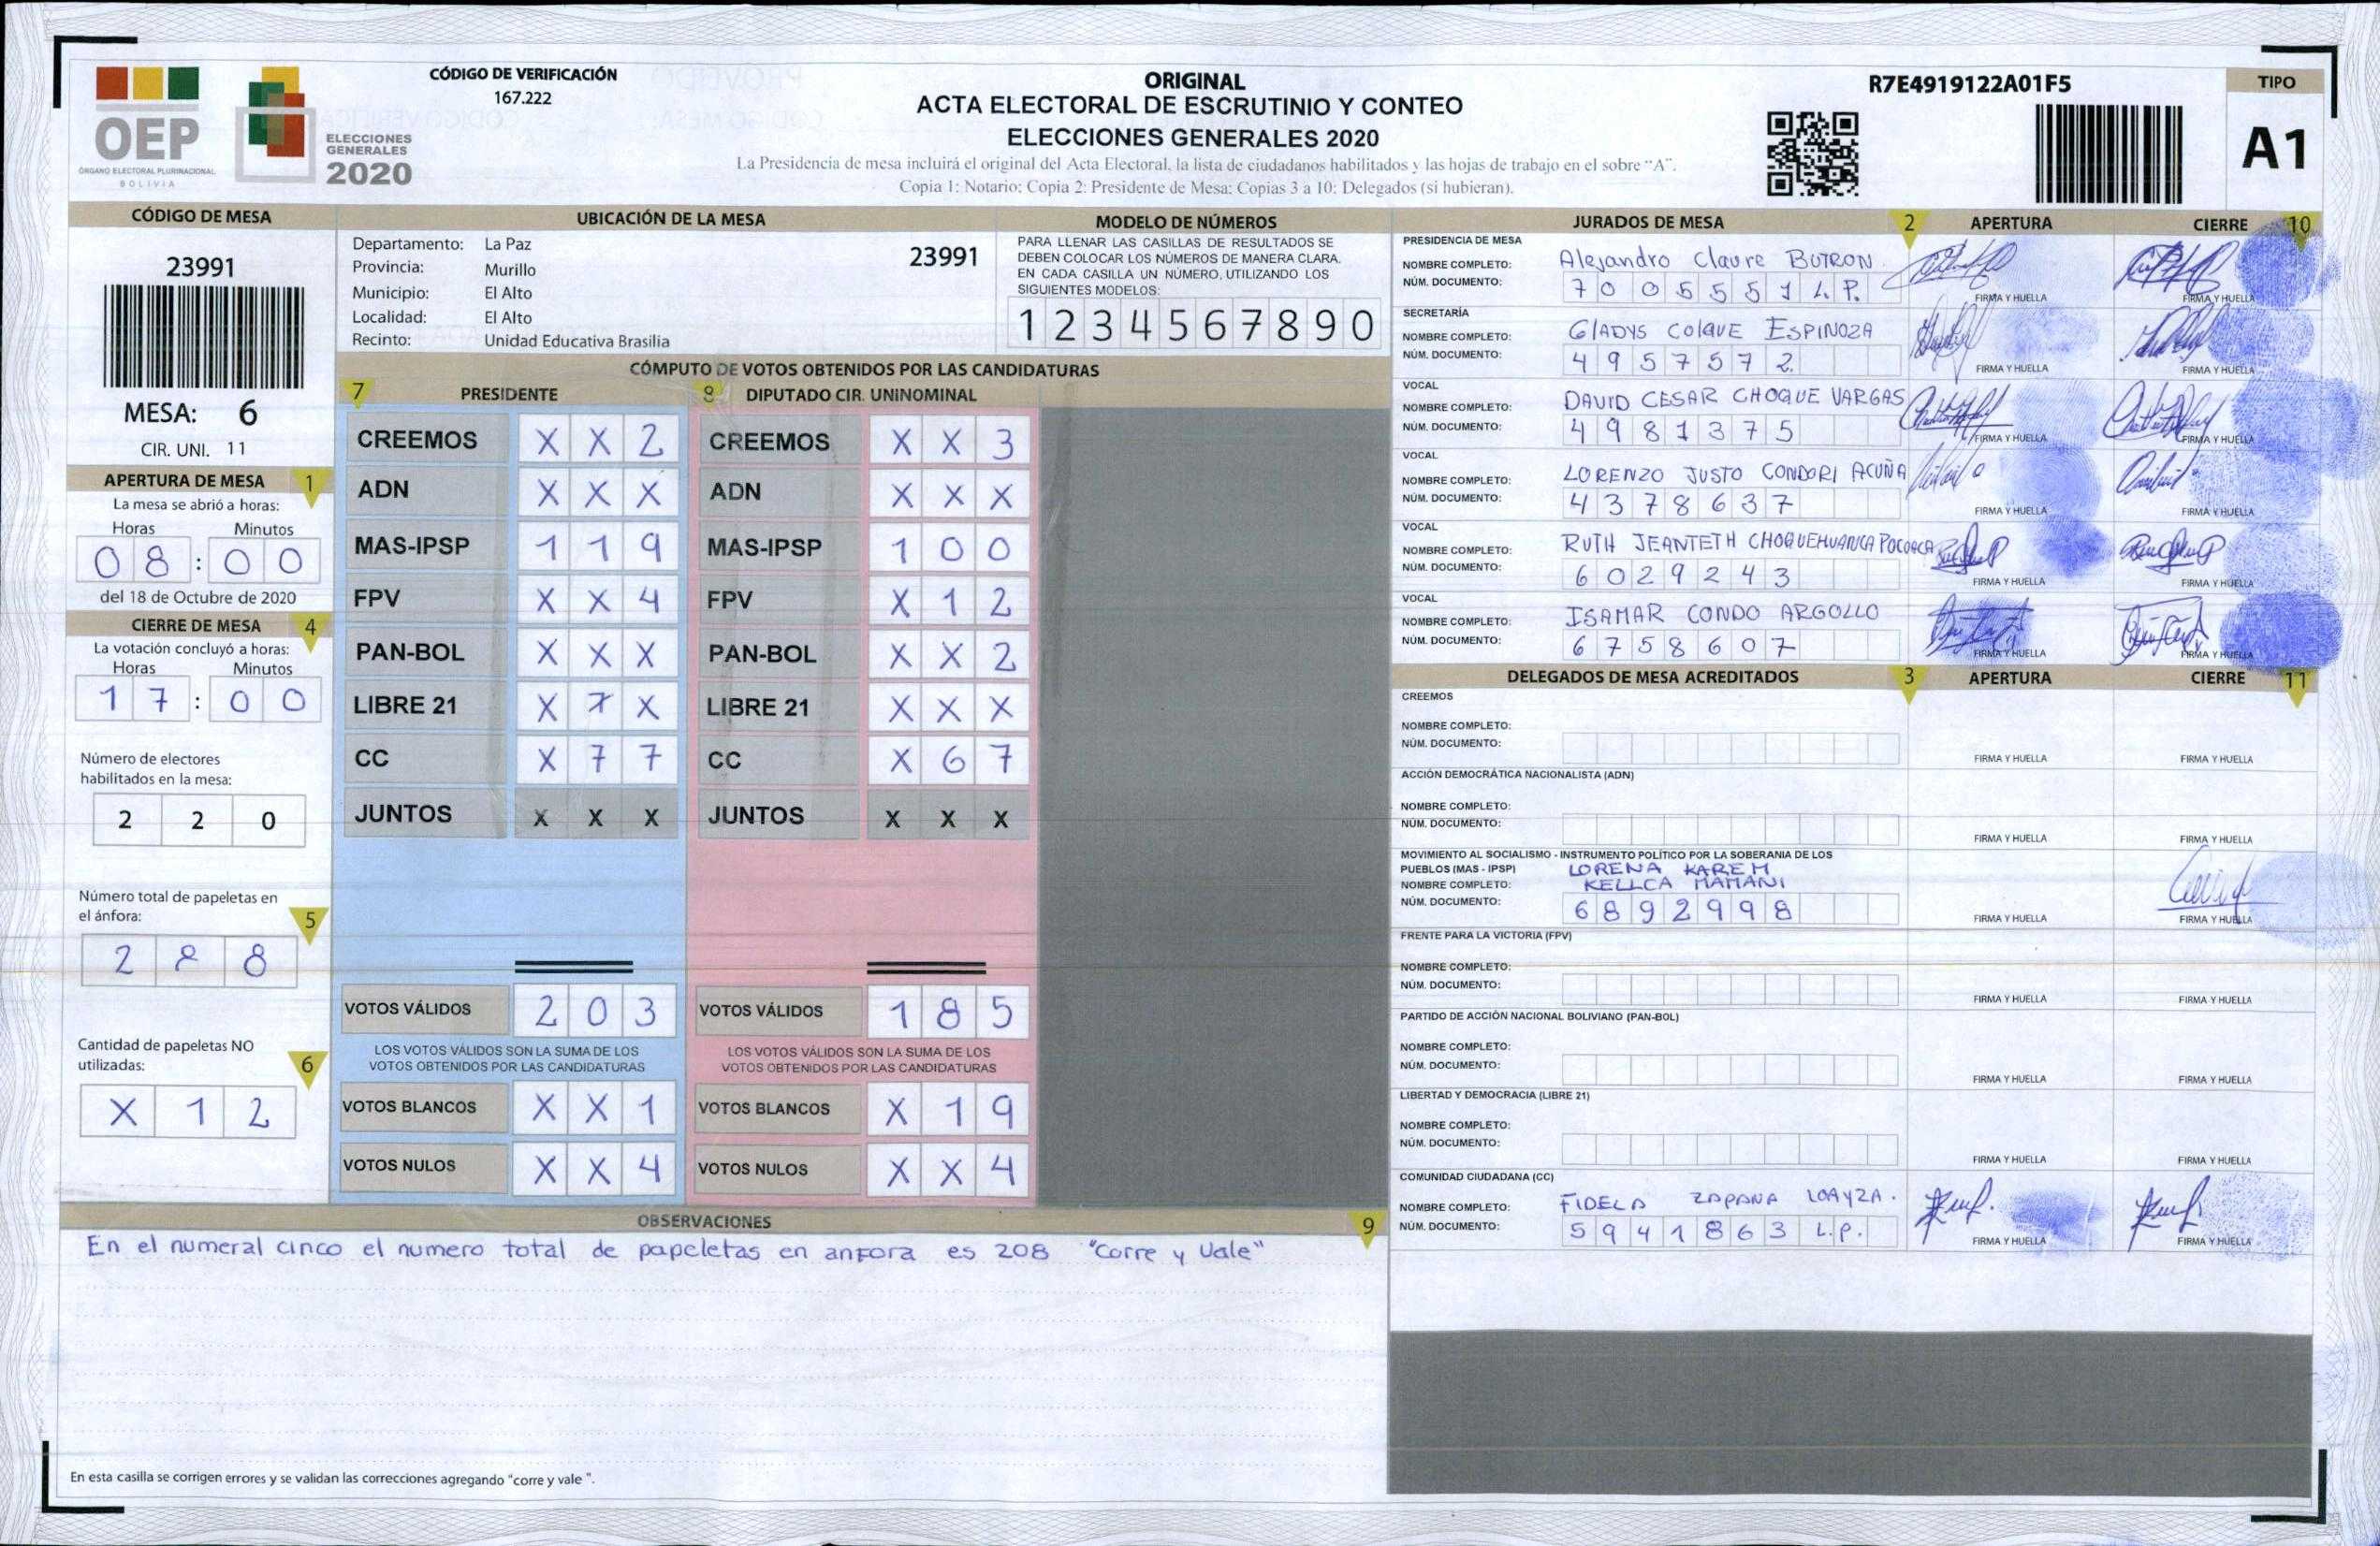 OEP
ÓRGANO ELECTORAL PLURINACIONAL
BOLIVIA
ELECCIONES
GENERALES
2020
CÓDIGO DE VERIFICACIÓN
167.222
ORIGINAL
ACTA ELECTORAL DE ESCRUTINIO Y CONTEO
ELECCIONES GENERALES 2020
La Presidencia de mesa incluirá el original del Acta Electoral, la lista de ciudadanos habilitados y las hojas de trabajo en el sobre "A".
Copia 1: Notario; Copia 2: Presidente de Mesa; Copias 3 a 10: Delegados (si hubieran).
R7E4919122A01F5
TIPO
A1
CÓDIGO DE MESA
23991
MESA: 6
CIR. UNI. 11
APERTURA DE MESA 1
La mesa se abrió a horas:
Horas Minutos
0 8 : 0 0
del 18 de Octubre de 2020
CIERRE DE MESA 4
La votación concluyó a horas:
Horas Minutos
1 7 : 0 0
Número de electores
habilitados en la mesa:
2 2 0
Número total de papeletas en
el ánfora: 5
2 8 8
Cantidad de papeletas NO
utilizadas: 6
X 1 2
UBICACIÓN DE LA MESA
Departamento: La Paz 23991
Provincia: Murillo
Municipio: El Alto
Localidad: El Alto
Recinto: Unidad Educativa Brasilia
MODELO DE NÚMEROS
PARA LLENAR LAS CASILLAS DE RESULTADOS SE
DEBEN COLOCAR LOS NÚMEROS DE MANERA CLARA.
EN CADA CASILLA UN NÚMERO, UTILIZANDO LOS
SIGUIENTES MODELOS:
1 2 3 4 5 6 7 8 9 0
CÓMPUTO DE VOTOS OBTENIDOS POR LAS CANDIDATURAS
7 PRESIDENTE 8 DIPUTADO CIR. UNINOMINAL
CREEMOS X X 2 CREEMOS X X 3
ADN X X X ADN X X X
MAS-IPSP 1 1 9 MAS-IPSP 1 0 0
FPV X X 4 FPV X 1 2
PAN-BOL X X X PAN-BOL X X 2
LIBRE 21 X X LIBRE 21 X X X
CC X 7 7 CC X 6 7
JUNTOS X X X JUNTOS X X X
VOTOS VÁLIDOS 2 0 3 VOTOS VÁLIDOS 1 8 5
LOS VOTOS VÁLIDOS SON LA SUMA DE LOS LOS VOTOS VÁLIDOS SON LA SUMA DE LOS
VOTOS OBTENIDOS POR LAS CANDIDATURAS VOTOS OBTENIDOS POR LAS CANDIDATURAS
VOTOS BLANCOS X X 1 VOTOS BLANCOS X 1 9
VOTOS NULOS X X 4 VOTOS NULOS X X 4
OBSERVACIONES 9
En el numeral cinco el numero total de papeletas en anfora es 208 "Corre y Vale"
En esta casilla se corrigen errores y se validan las correcciones agregando "corre y vale ".
JURADOS DE MESA 2 APERTURA CIERRE 10
PRESIDENCIA DE MESA
NOMBRE COMPLETO: Alejandro Claure BUTRON
NÚM. DOCUMENTO: 7 0 0 5 5 5 1 L.P.
FIRMA Y HUELLA FIRMA Y HUELLA
SECRETARÍA
NOMBRE COMPLETO: GlADYS COlQUE ESPINOZA
NÚM. DOCUMENTO: 4 9 5 7 5 7 2
FIRMA Y HUELLA FIRMA Y HUELLA
VOCAL
NOMBRE COMPLETO: DAVID CESAR CHOQUE VARGAS
NÚM. DOCUMENTO: 4 9 8 1 3 7 5
FIRMA Y HUELLA FIRMA Y HUELLA
VOCAL
NOMBRE COMPLETO: LORENZO JUSTO CONDORI ACUÑA
NÚM. DOCUMENTO: 4 3 7 8 6 3 7
FIRMA Y HUELLA FIRMA Y HUELLA
VOCAL
NOMBRE COMPLETO: RUTH JEANTETH CHOQUEHUANCA POCOACA
NÚM. DOCUMENTO: 6 0 2 9 2 4 3
FIRMA Y HUELLA FIRMA Y HUELLA
VOCAL
NOMBRE COMPLETO: ISAMAR CONDO ARGOLLO
NÚM. DOCUMENTO: 6 7 5 8 6 0 7
FIRMA Y HUELLA FIRMA Y HUELLA
DELEGADOS DE MESA ACREDITADOS 3 APERTURA CIERRE 11
CREEMOS
NOMBRE COMPLETO:
NÚM. DOCUMENTO:
FIRMA Y HUELLA FIRMA Y HUELLA
ACCIÓN DEMOCRÁTICA NACIONALISTA (ADN)
NOMBRE COMPLETO:
NÚM. DOCUMENTO:
FIRMA Y HUELLA FIRMA Y HUELLA
MOVIMIENTO AL SOCIALISMO - INSTRUMENTO POLÍTICO POR LA SOBERANIA DE LOS
PUEBLOS (MAS - IPSP) LORENA KAREM
NOMBRE COMPLETO: KELLCA MAMANI
NÚM. DOCUMENTO: 6 8 9 2 9 9 8
FIRMA Y HUELLA FIRMA Y HUELLA
FRENTE PARA LA VICTORIA (FPV)
NOMBRE COMPLETO:
NÚM. DOCUMENTO:
FIRMA Y HUELLA FIRMA Y HUELLA
PARTIDO DE ACCIÓN NACIONAL BOLIVIANO (PAN-BOL)
NOMBRE COMPLETO:
NÚM. DOCUMENTO:
FIRMA Y HUELLA FIRMA Y HUELLA
LIBERTAD Y DEMOCRACIA (LIBRE 21)
NOMBRE COMPLETO:
NÚM. DOCUMENTO:
FIRMA Y HUELLA FIRMA Y HUELLA
COMUNIDAD CIUDADANA (CC)
NOMBRE COMPLETO: FIDELA ZAPANA LOAYZA.
NÚM. DOCUMENTO: 5 9 4 1 8 6 3 L.P.
FIRMA Y HUELLA FIRMA Y HUELLA